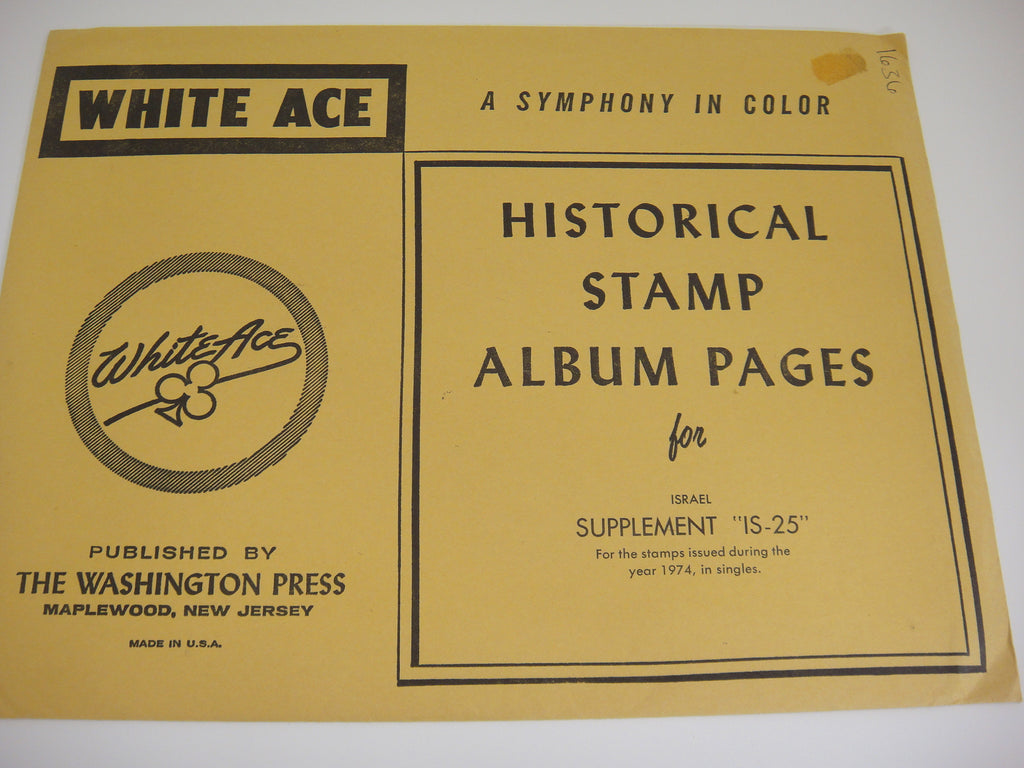 WHITE ACE
A SYMPHONY IN COLOR
1636
White Ace
PUBLISHED BY
THE WASHINGTON PRESS
MAPLEWOOD, NEW JERSEY
MADE IN U.S.A.
HISTORICAL
STAMP
ALBUM PAGES
for
ISRAEL
SUPPLEMENT "IS-25"
For the stamps issued during the
year 1974, in singles.